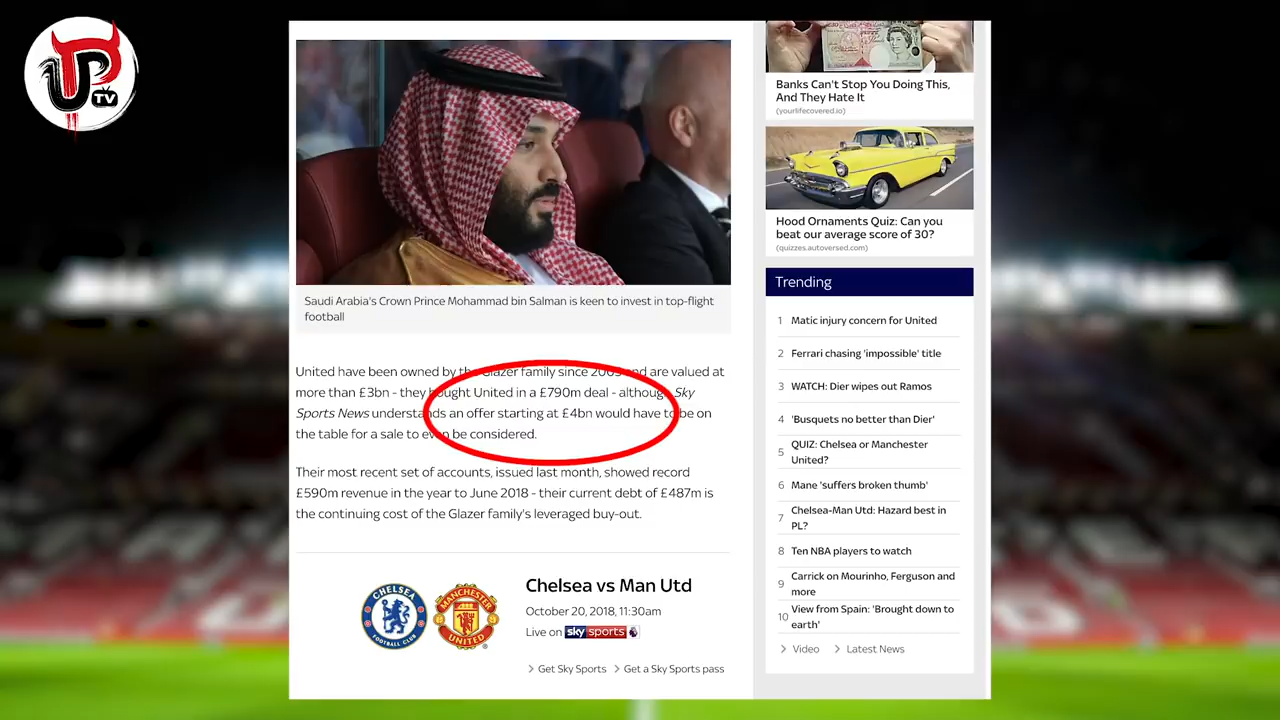 UP
TV
Saudi Arabia's Crown Prince Mohammad bin Salman is keen to invest in top-flight
football
United have been owned by the Glazer family since 2005 and are valued at
more than £3bn - they bought United in a £790m deal - although Sky
Sports News understands an offer starting at £4bn would have to be on
the table for a sale to even be considered.
Their most recent set of accounts, issued last month, showed record
£590m revenue in the year to June 2018 - their current debt of £487m is
the continuing cost of the Glazer family's leveraged buy-out.
CHELSEA
FOOTBALL CLUB
MANCHESTER
UNITED
Chelsea vs Man Utd
October 20, 2018, 11:30am
Live on sky sports
Get Sky Sports
Get a Sky Sports pass
Banks Can't Stop You Doing This,
And They Hate It
(yourlifecovered.io)
Hood Ornaments Quiz: Can you
beat our average score of 30?
(quizzes.autoversed.com)
Trending
1 Matic injury concern for United
2 Ferrari chasing 'impossible' title
3 WATCH: Dier wipes out Ramos
4 'Busquets no better than Dier'
5 QUIZ: Chelsea or Manchester
United?
6 Mane 'suffers broken thumb'
7 Chelsea-Man Utd: Hazard best in
PL?
8 Ten NBA players to watch
9 Carrick on Mourinho, Ferguson and
more
10 View from Spain: 'Brought down to
earth'
Video
Latest News